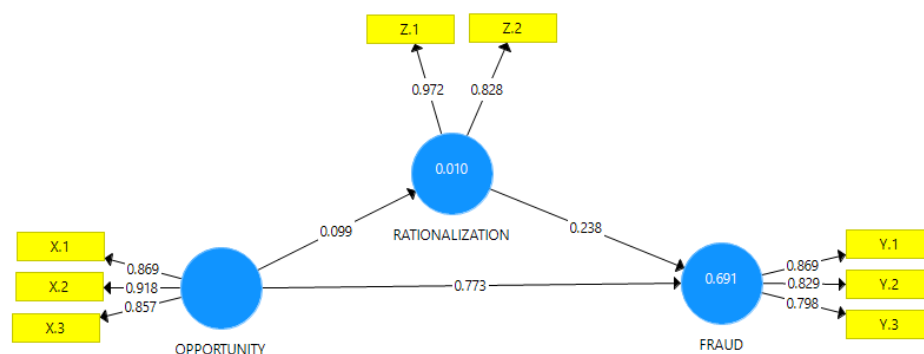 Z.1
Z.2
0.972
0.828
0.010
RATIONALIZATION
0.099
0.238
X.1
X.2
X.3
0.869
0.918
0.857
OPPORTUNITY
0.773
0.691
FRAUD
0.869
0.829
0.798
Y.1
Y.2
Y.3